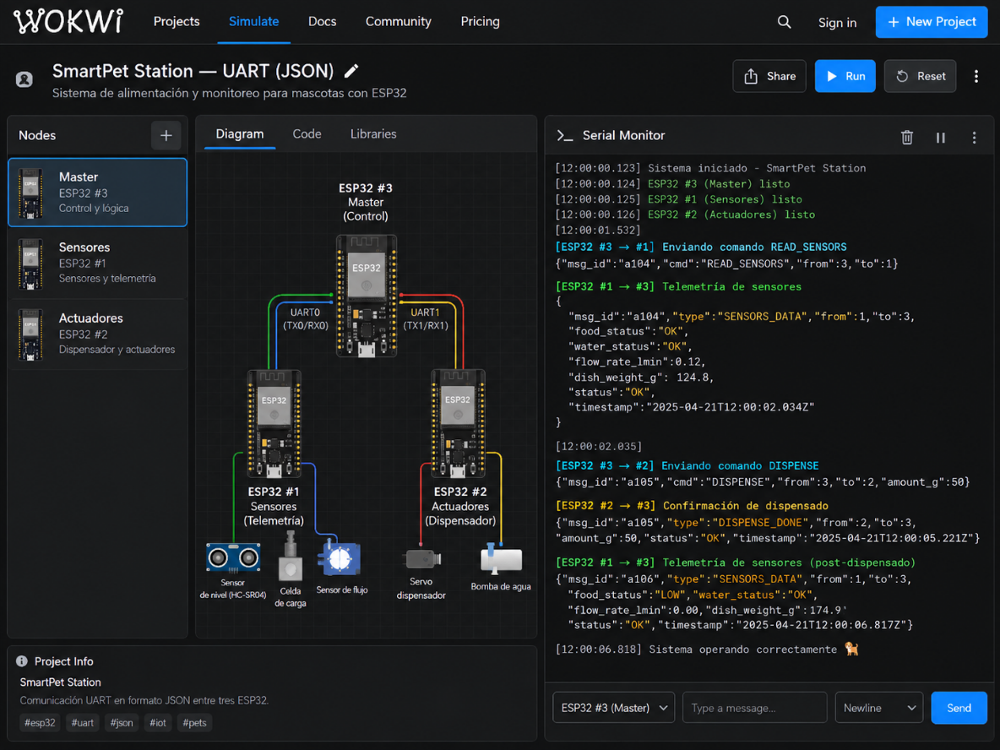 WOKWi
Projects
Simulate
Docs
Community
Pricing
Sign in
+ New Project
SmartPet Station — UART (JSON)
Sistema de alimentación y monitoreo para mascotas con ESP32
Share
Run
Reset
Nodes
+
Master
ESP32 #3
Control y lógica
Sensores
ESP32 #1
Sensores y telemetría
Actuadores
ESP32 #2
Dispensador y actuadores
Diagram
Code
Libraries
ESP32 #3
Master
(Control)
ESP32
UART0
(TX0/RX0)
UART1
(TX1/RX1)
ESP32
ESP32
ESP32 #1
Sensores
(Telemetría)
ESP32 #2
Actuadores
(Dispensador)
Sensor
de nivel (HC-SR04)
Celda
de carga
Sensor de flujo
Servo
dispensador
Bomba de agua
Project Info
SmartPet Station
Comunicación UART en formato JSON entre tres ESP32.
#esp32
#uart
#json
#iot
#pets
>_ Serial Monitor
[12:00:00.123] Sistema iniciado - SmartPet Station
[12:00:00.124] ESP32 #3 (Master) listo
[12:00:00.125] ESP32 #1 (Sensores) listo
[12:00:00.126] ESP32 #2 (Actuadores) listo
[12:00:01.532]
[ESP32 #3 → #1] Enviando comando READ_SENSORS
{"msg_id":"a104","cmd":"READ_SENSORS","from":3,"to":1}
[ESP32 #1 → #3] Telemetría de sensores
{
"msg_id":"a104","type":"SENSORS_DATA","from":1,"to":3,
"food_status":"OK",
"water_status":"OK",
"flow_rate_lmin":0.12,
"dish_weight_g": 124.8,
"status":"OK",
"timestamp":"2025-04-21T12:00:02.034Z"
}
[12:00:02.035]
[ESP32 #3 → #2] Enviando comando DISPENSE
{"msg_id":"a105","cmd":"DISPENSE","from":3,"to":2,"amount_g":50}
[ESP32 #2 → #3] Confirmación de dispensado
{"msg_id":"a105","type":"DISPENSE_DONE","from":2,"to":3,
"amount_g":50,"status":"OK","timestamp":"2025-04-21T12:00:05.221Z"}
[ESP32 #1 → #3] Telemetría de sensores (post-dispensado)
{"msg_id":"a106","type":"SENSORS_DATA","from":1,"to":3,
"food_status":"LOW","water_status":"OK",
"flow_rate_lmin":0.00,"dish_weight_g":174.9'
"status":"OK","timestamp":"2025-04-21T12:00:06.817Z"}
[12:00:06.818] Sistema operando correctamente 🐕
ESP32 #3 (Master)
Type a message...
Newline
Send